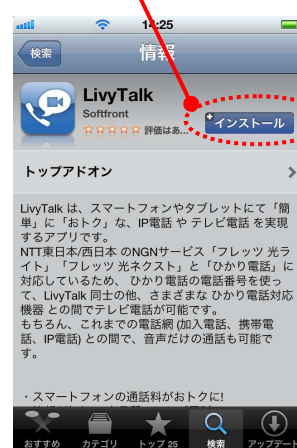 14:25
検索
情報
LivyTalk
Softfront
評価はあ...
インストール
トップアドオン
LivyTalk は、スマートフォンやタブレットにて「簡
単」に「おトク」な、IP電話 や テレビ電話 を実現
するアプリです。
NTT東日本/西日本 のNGNサービス「フレッツ 光ラ
イト」「フレッツ 光ネクスト」と「ひかり電話」に
対応しているため、 ひかり電話の電話番号を使っ
て、LivyTalk 同士の他、さまざまな ひかり電話対応
機器 との間でテレビ電話が可能です。
もちろん、これまでの電話網 (加入電話、携帯電
話、IP電話) との間で、音声だけの通話も可能で
す。
・スマートフォンの通話料がおトクに!
おすすめ
カテゴリ
トップ 25
検索
アップデート